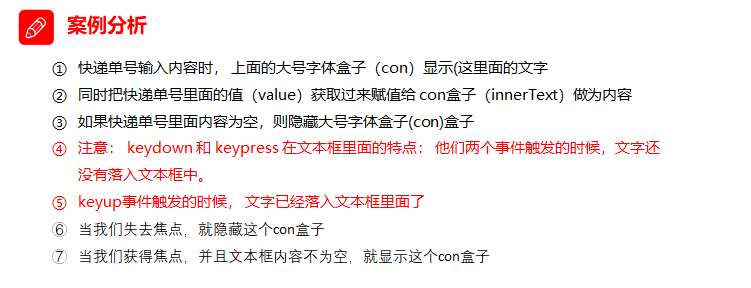 案例分析
① 快递单号输入内容时, 上面的大号字体盒子（con）显示(这里面的文字
② 同时把快递单号里面的值（value）获取过来赋值给 con盒子（innerText）做为内容
③ 如果快递单号里面内容为空，则隐藏大号字体盒子(con)盒子
④ 注意： keydown 和 keypress 在文本框里面的特点： 他们两个事件触发的时候，文字还
没有落入文本框中。
⑤ keyup事件触发的时候， 文字已经落入文本框里面了
⑥ 当我们失去焦点，就隐藏这个con盒子
⑦ 当我们获得焦点，并且文本框内容不为空，就显示这个con盒子